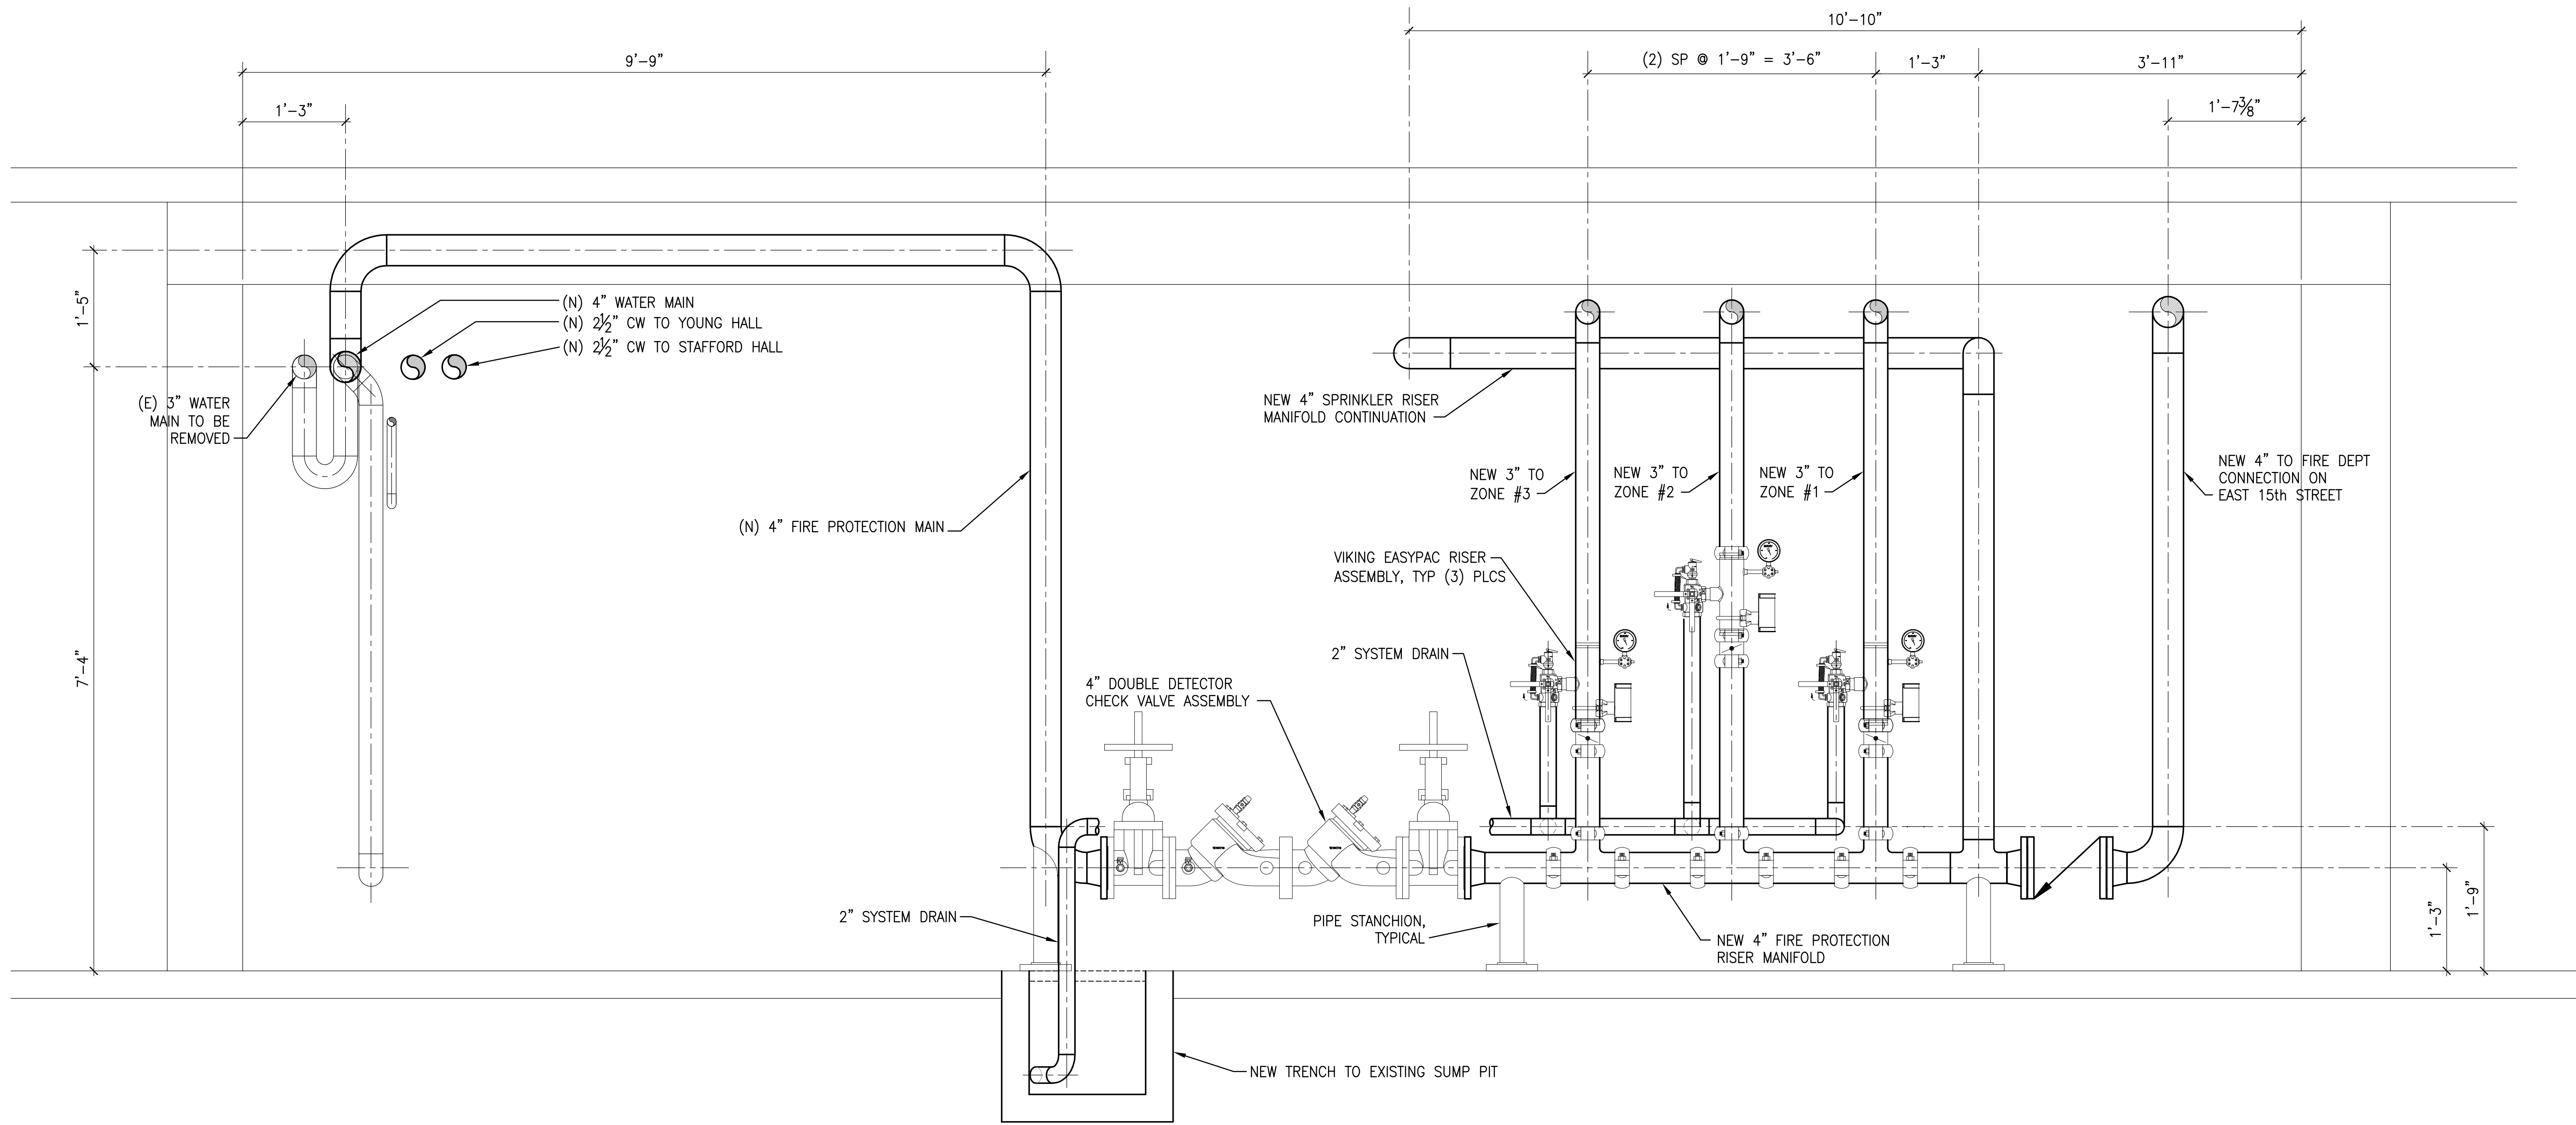 10'-10"
9'-9"
(2) SP @ 1'-9" = 3'-6"
1'-3"
3'-11"
1'-3"
1'-7⅜"
1'-5"
(N) 4" WATER MAIN
(N) 2½" CW TO YOUNG HALL
(N) 2½" CW TO STAFFORD HALL
(E) 3" WATER
MAIN TO BE
REMOVED
NEW 4" SPRINKLER RISER
MANIFOLD CONTINUATION
NEW 3" TO
ZONE #3
NEW 3" TO
ZONE #2
NEW 3" TO
ZONE #1
NEW 4" TO FIRE DEPT
CONNECTION ON
EAST 15th STREET
(N) 4" FIRE PROTECTION MAIN
VIKING EASYPAC RISER
ASSEMBLY, TYP (3) PLCS
7'-4"
2" SYSTEM DRAIN
4" DOUBLE DETECTOR
CHECK VALVE ASSEMBLY
2" SYSTEM DRAIN
PIPE STANCHION,
TYPICAL
NEW 4" FIRE PROTECTION
RISER MANIFOLD
1'-3"
1'-9"
NEW TRENCH TO EXISTING SUMP PIT